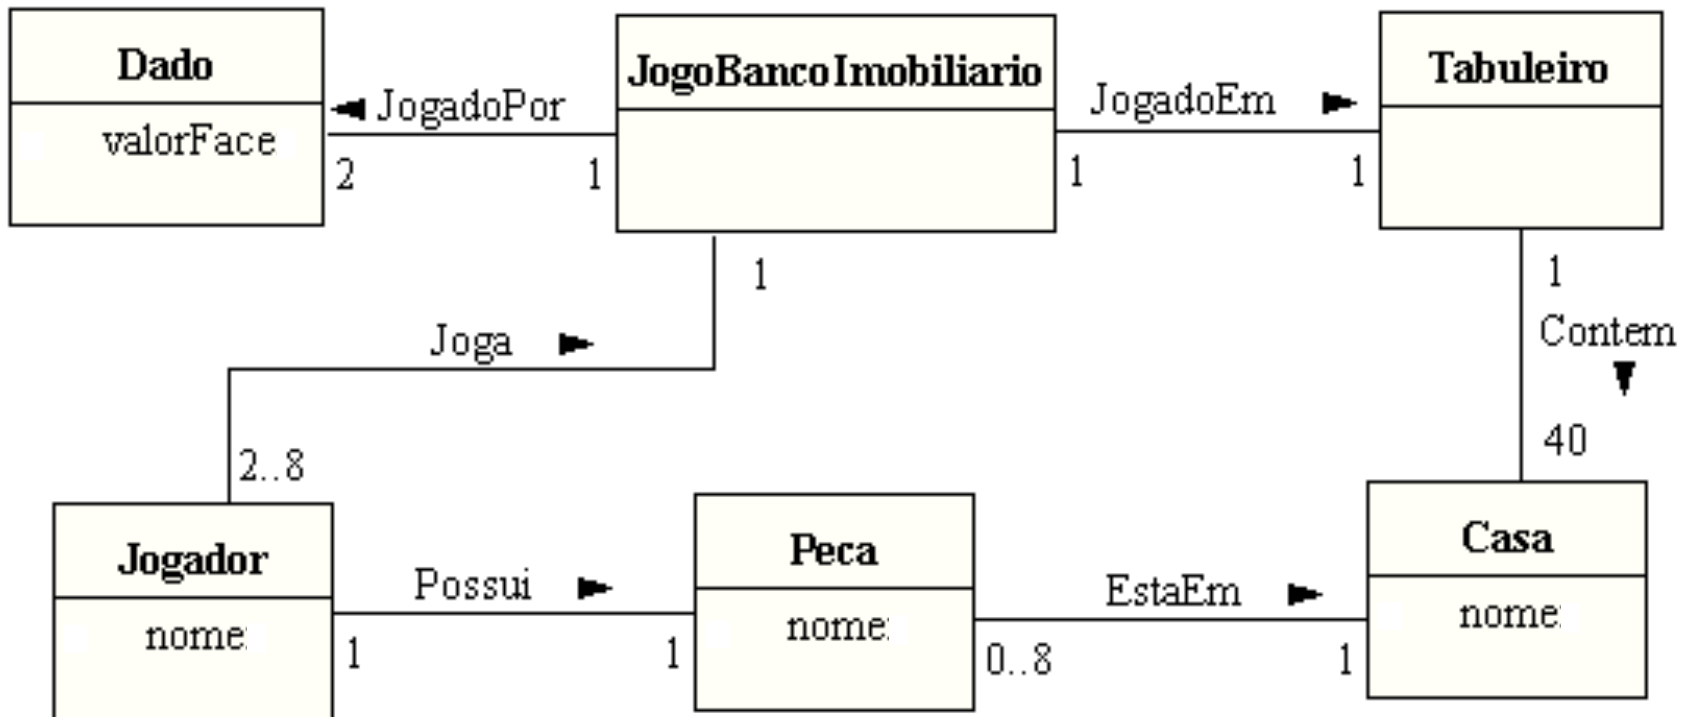 Dado
JogoBancoImobiliario
Tabuleiro
JogadoPor
JogadoEm
valorFace
2
1
1
1
1
1
Contem
Joga
40
2..8
Jogador
Peca
Casa
Possui
EstaEm
nome
nome
nome
1
1
0..8
1